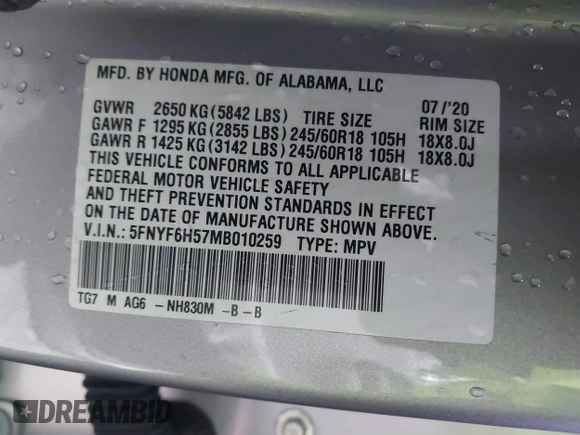 MFD. BY HONDA MFG. OF ALABAMA, LLC
GVWR 2650 KG (5842 LBS) TIRE SIZE 07 /'20 RIM SIZE
GAWR F 1295 KG (2855 LBS) 245/60R18 105H 18X8.0J
GAWR R 1425 KG (3142 LBS) 245/60R18 105H 18X8.0J
THIS VEHICLE CONFORMS TO ALL APPLICABLE
FEDERAL MOTOR VEHICLE SAFETY
AND THEFT PREVENTION STANDARDS IN EFFECT
ON THE DATE OF MANUFACTURE SHOWN ABOVE.
V.I.N.: 5FNYF6H57MB010259 TYPE: MPV
TG7 M AG6 -NH830M -B-B
DREAMBID